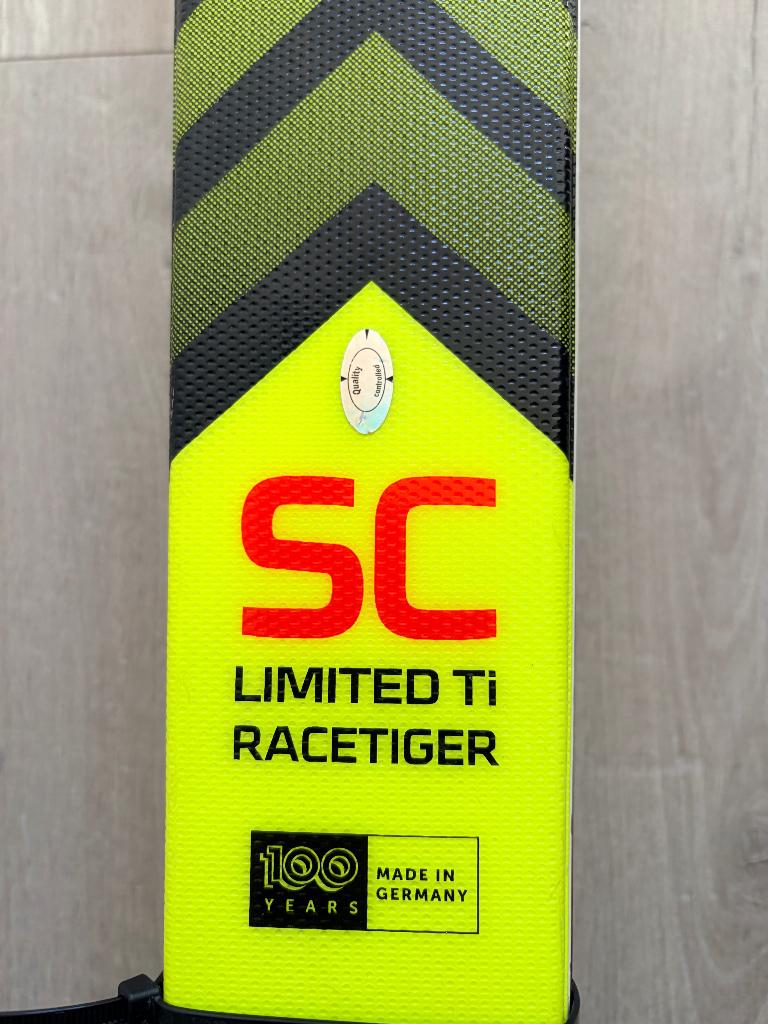 Quality
controlled
SC
LIMITED Ti
RACETIGER
100
YEARS
MADE IN
GERMANY